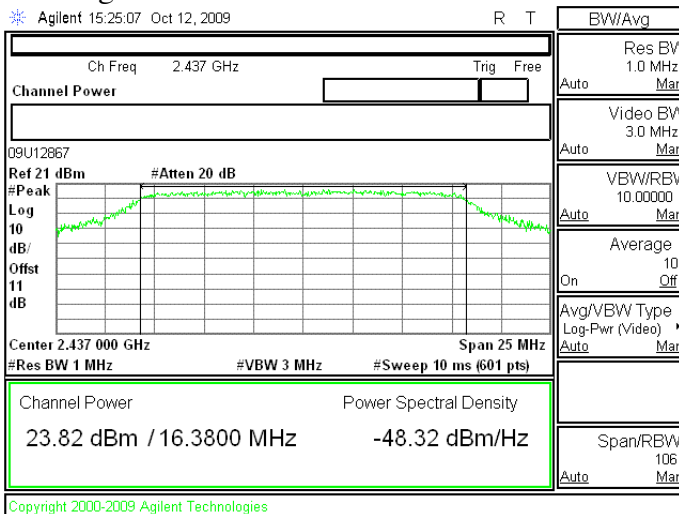 Agilent 15:25:07 Oct 12, 2009 R T
BW/Avg
Ch Freq 2.437 GHz Trig Free
Channel Power
09U12867
Ref 21 dBm #Atten 20 dB
#Peak
Log
10
dB/
Offst
11
dB
Center 2.437 000 GHz Span 25 MHz
#Res BW 1 MHz #VBW 3 MHz #Sweep 10 ms (601 pts)
Channel Power Power Spectral Density
23.82 dBm / 16.3800 MHz -48.32 dBm/Hz
Copyright 2000-2009 Agilent Technologies
Res BW
1.0 MHz
Auto Man
Video BW
3.0 MHz
Auto Man
VBW/RBW
10.00000
Auto Man
Average
10
On Off
Avg/VBW Type
Log-Pwr (Video)
Auto Man
Span/RBW
106
Auto Man